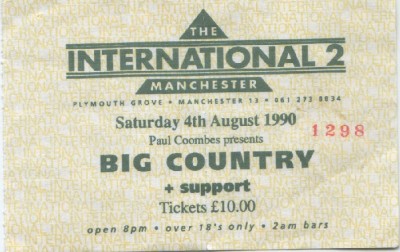 THE
INTERNATIONAL 2
MANCHESTER
PLYMOUTH GROVE • MANCHESTER 13 • 061 273 8834
Saturday 4th August 1990
1298
Paul Coombes presents
BIG COUNTRY
+ support
Tickets £10.00
open 8pm • over 18's only • 2am bars